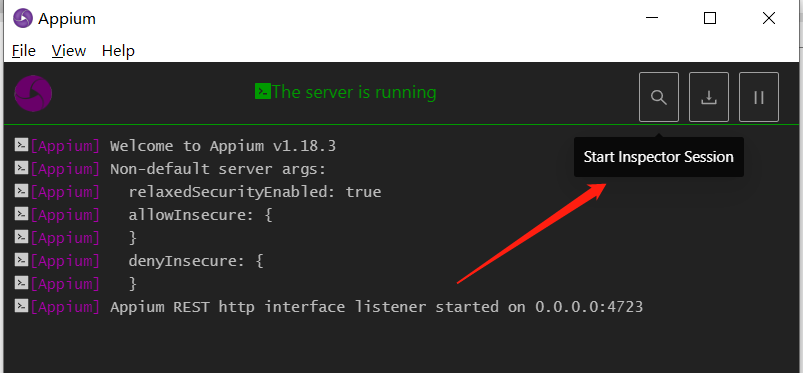 Appium
File View Help
The server is running
Start Inspector Session
[Appium] Welcome to Appium v1.18.3
[Appium] Non-default server args:
[Appium] relaxedSecurityEnabled: true
[Appium] allowInsecure: {
[Appium] }
[Appium] denyInsecure: {
[Appium] }
[Appium] Appium REST http interface listener started on 0.0.0.0:4723